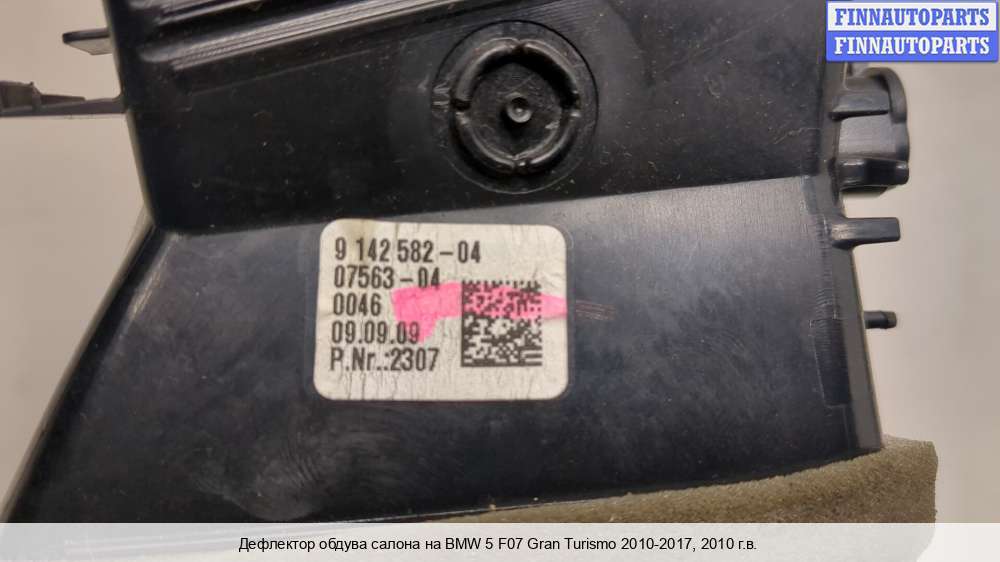 FINNAUTOPARTS
FINNAUTOPARTS
9 142 582-04
07563-04
0046
09.09.09
P.Nr.:2307
Дефлектор обдува салона на BMW 5 F07 Gran Turismo 2010-2017, 2010 г.в.